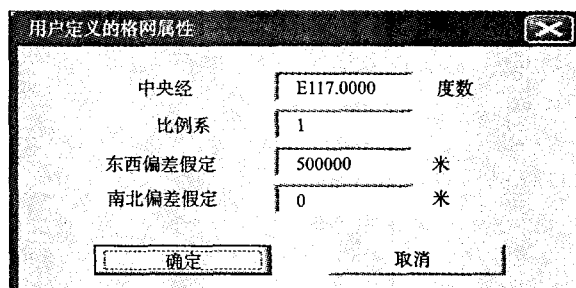 用户定义的格网属性
中央经 E117.0000 度数
比例系 1
东西偏差假定 500000 米
南北偏差假定 0 米
确定 取消